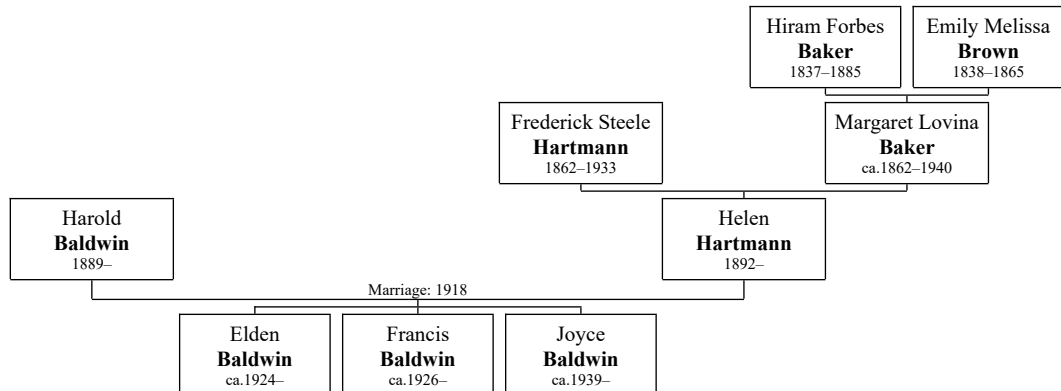 Hiram Forbes
Baker
1837–1885
Emily Melissa
Brown
1838–1865
Frederick Steele
Hartmann
1862–1933
Margaret Lovina
Baker
ca.1862–1940
Harold
Baldwin
1889–
Helen
Hartmann
1892–
Marriage: 1918
Elden
Baldwin
ca.1924–
Francis
Baldwin
ca.1926–
Joyce
Baldwin
ca.1939–